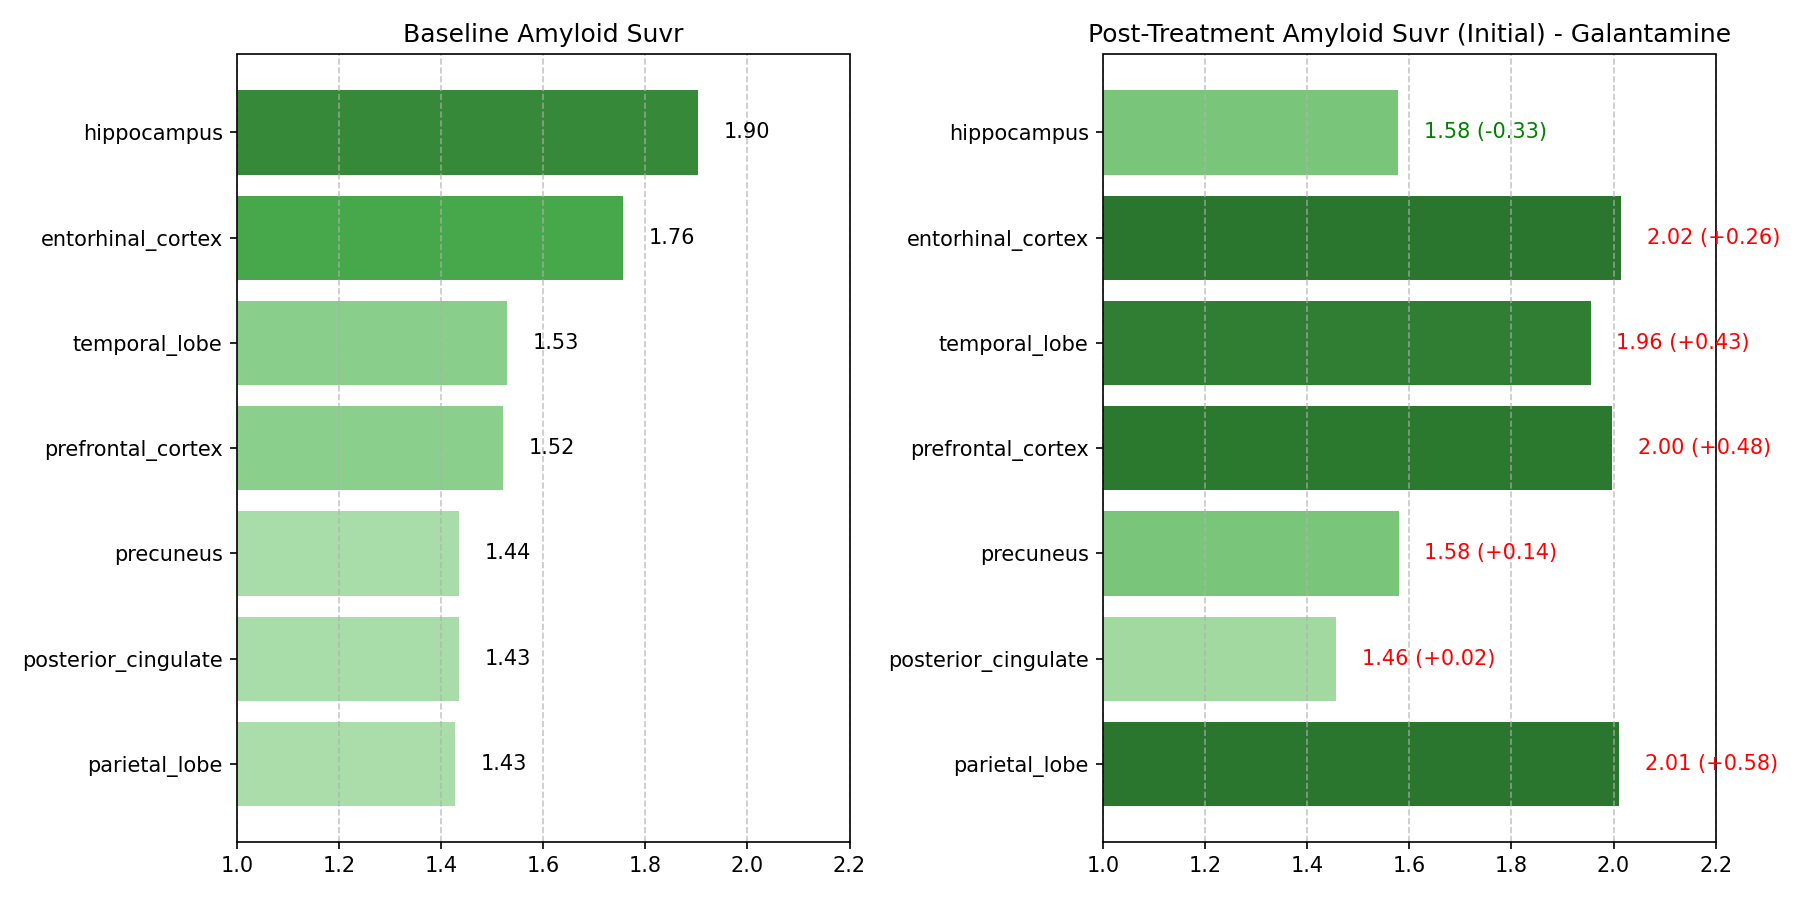 Baseline Amyloid Suvr
hippocampus
1.90
entorhinal_cortex
1.76
temporal_lobe
1.53
prefrontal_cortex
1.52
precuneus
1.44
posterior_cingulate
1.43
parietal_lobe
1.43
1.0 1.2 1.4 1.6 1.8 2.0 2.2
Post-Treatment Amyloid Suvr (Initial) - Galantamine
hippocampus
1.58 (-0.33)
entorhinal_cortex
2.02 (+0.26)
temporal_lobe
1.96 (+0.43)
prefrontal_cortex
2.00 (+0.48)
precuneus
1.58 (+0.14)
posterior_cingulate
1.46 (+0.02)
parietal_lobe
2.01 (+0.58)
1.0 1.2 1.4 1.6 1.8 2.0 2.2